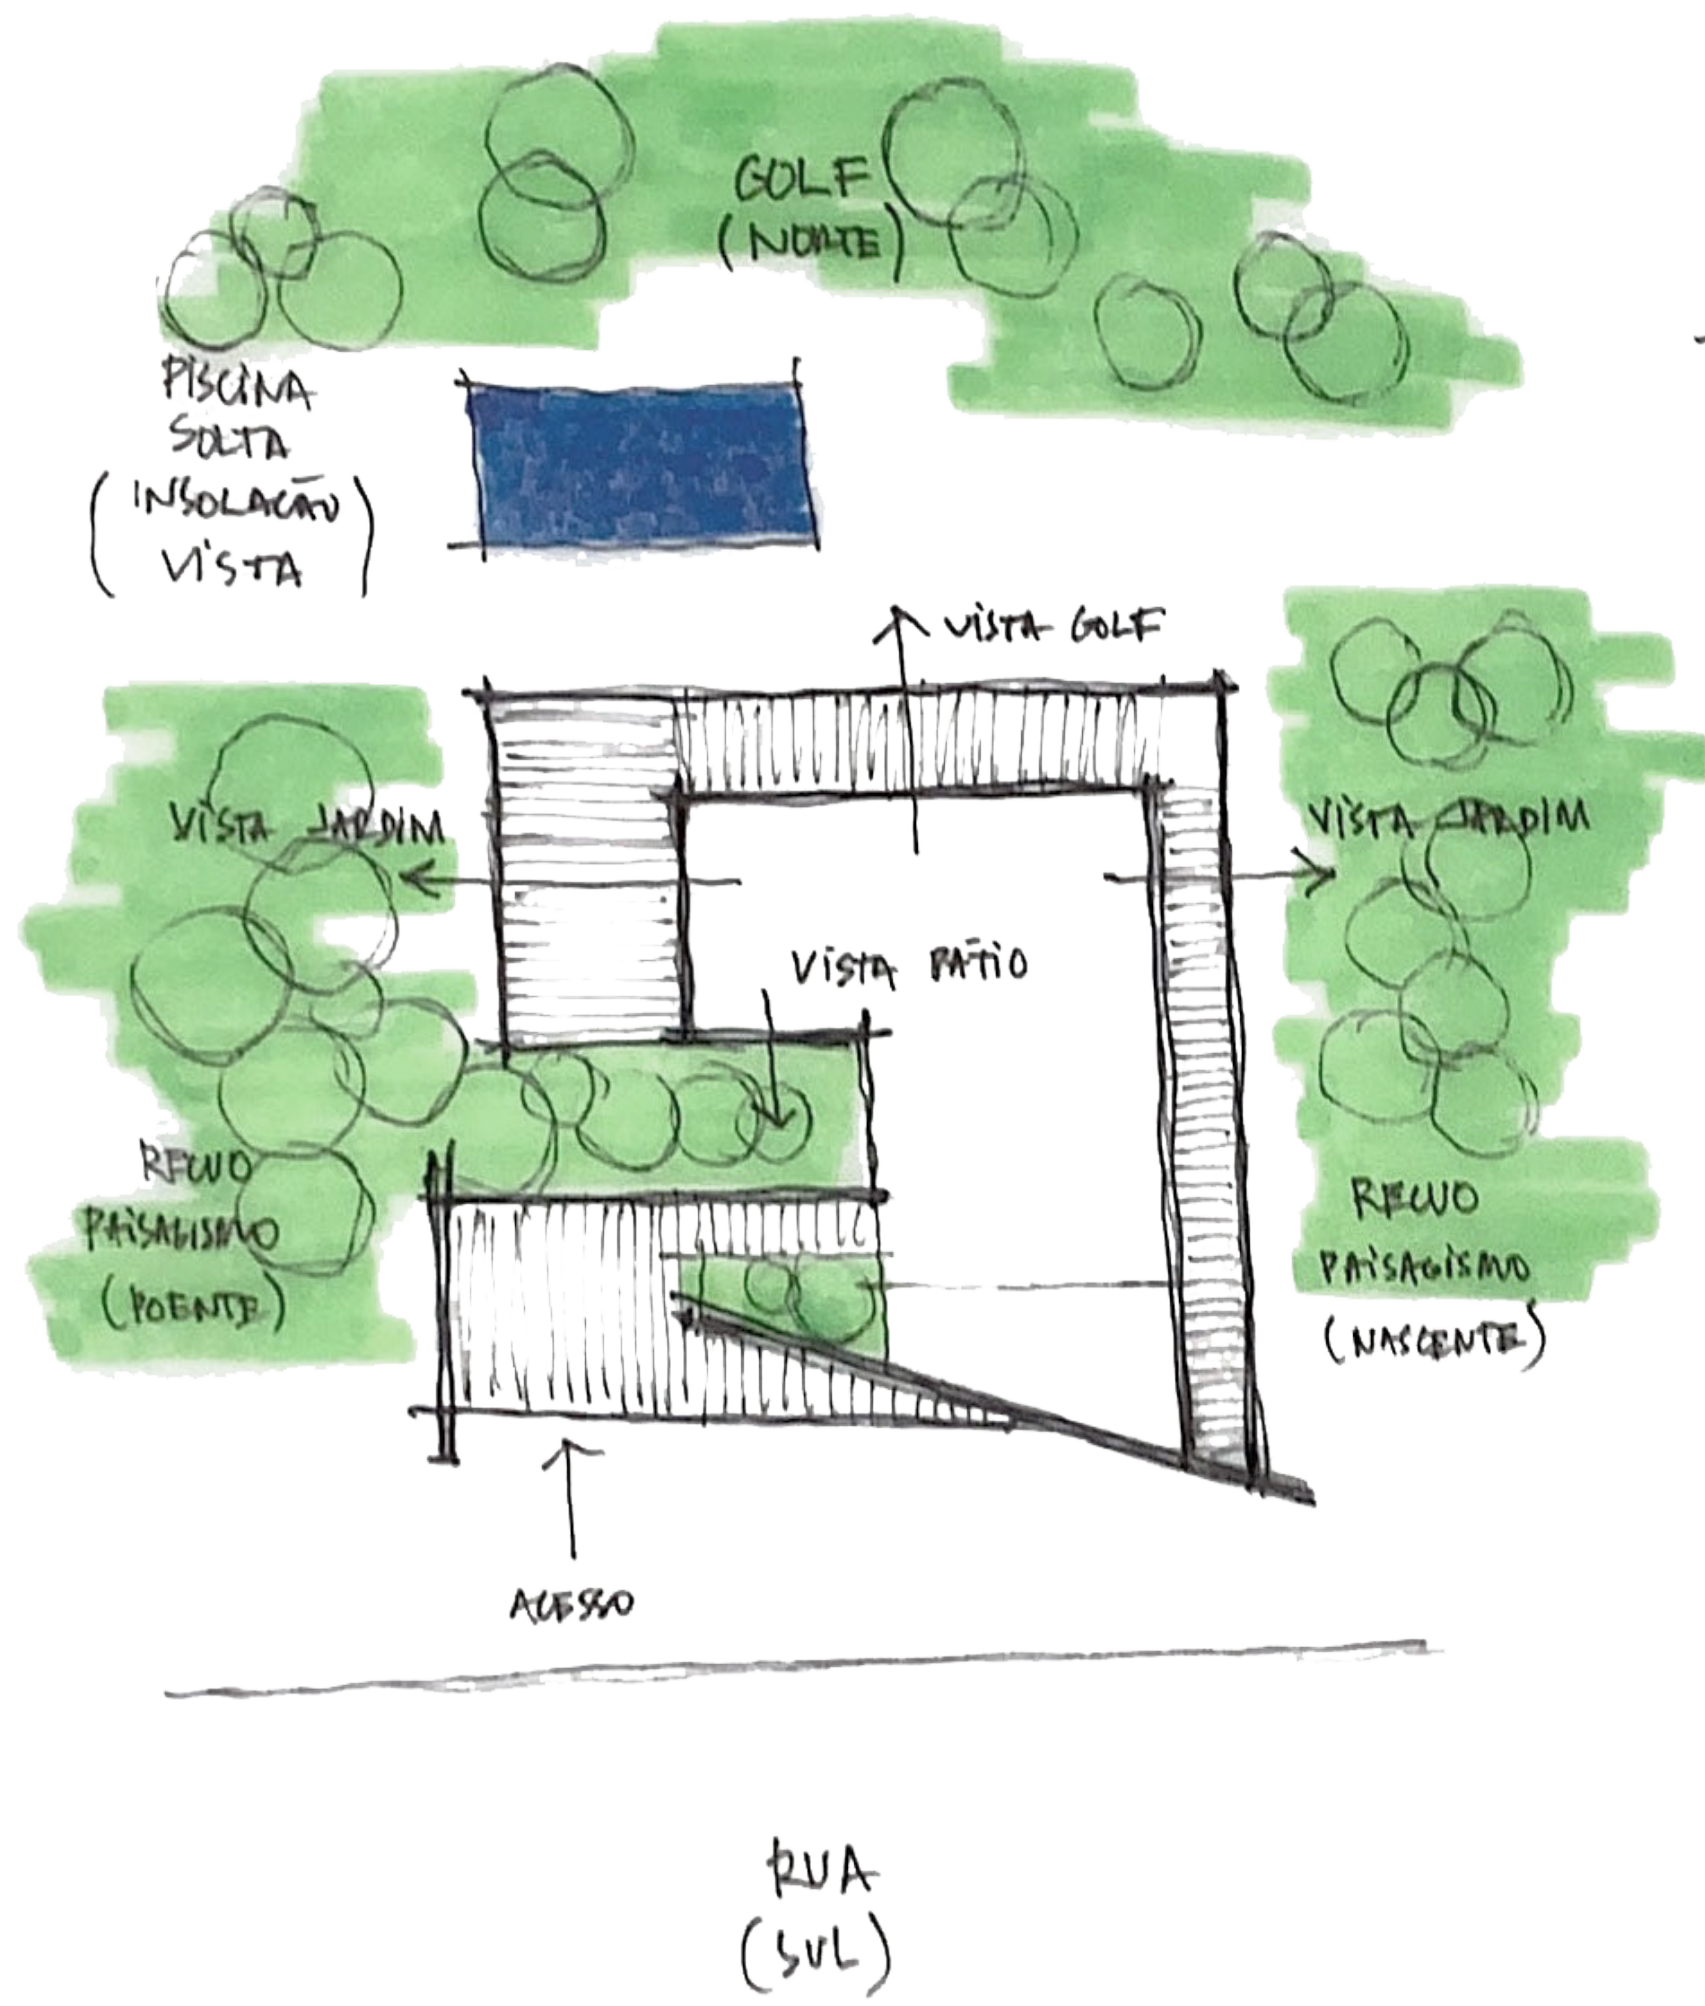 GOLF
(NORTE)
PISCINA
SOLTA
(INSOLAÇÃO
VISTA)
VISTA GOLF
VISTA JARDIM
VISTA JARDIM
VISTA PÁTIO
RECUO
PAISAGISMO
(POENTE)
RECUO
PAISAGISMO
(NASCENTE)
ACESSO
RUA
(SUL)